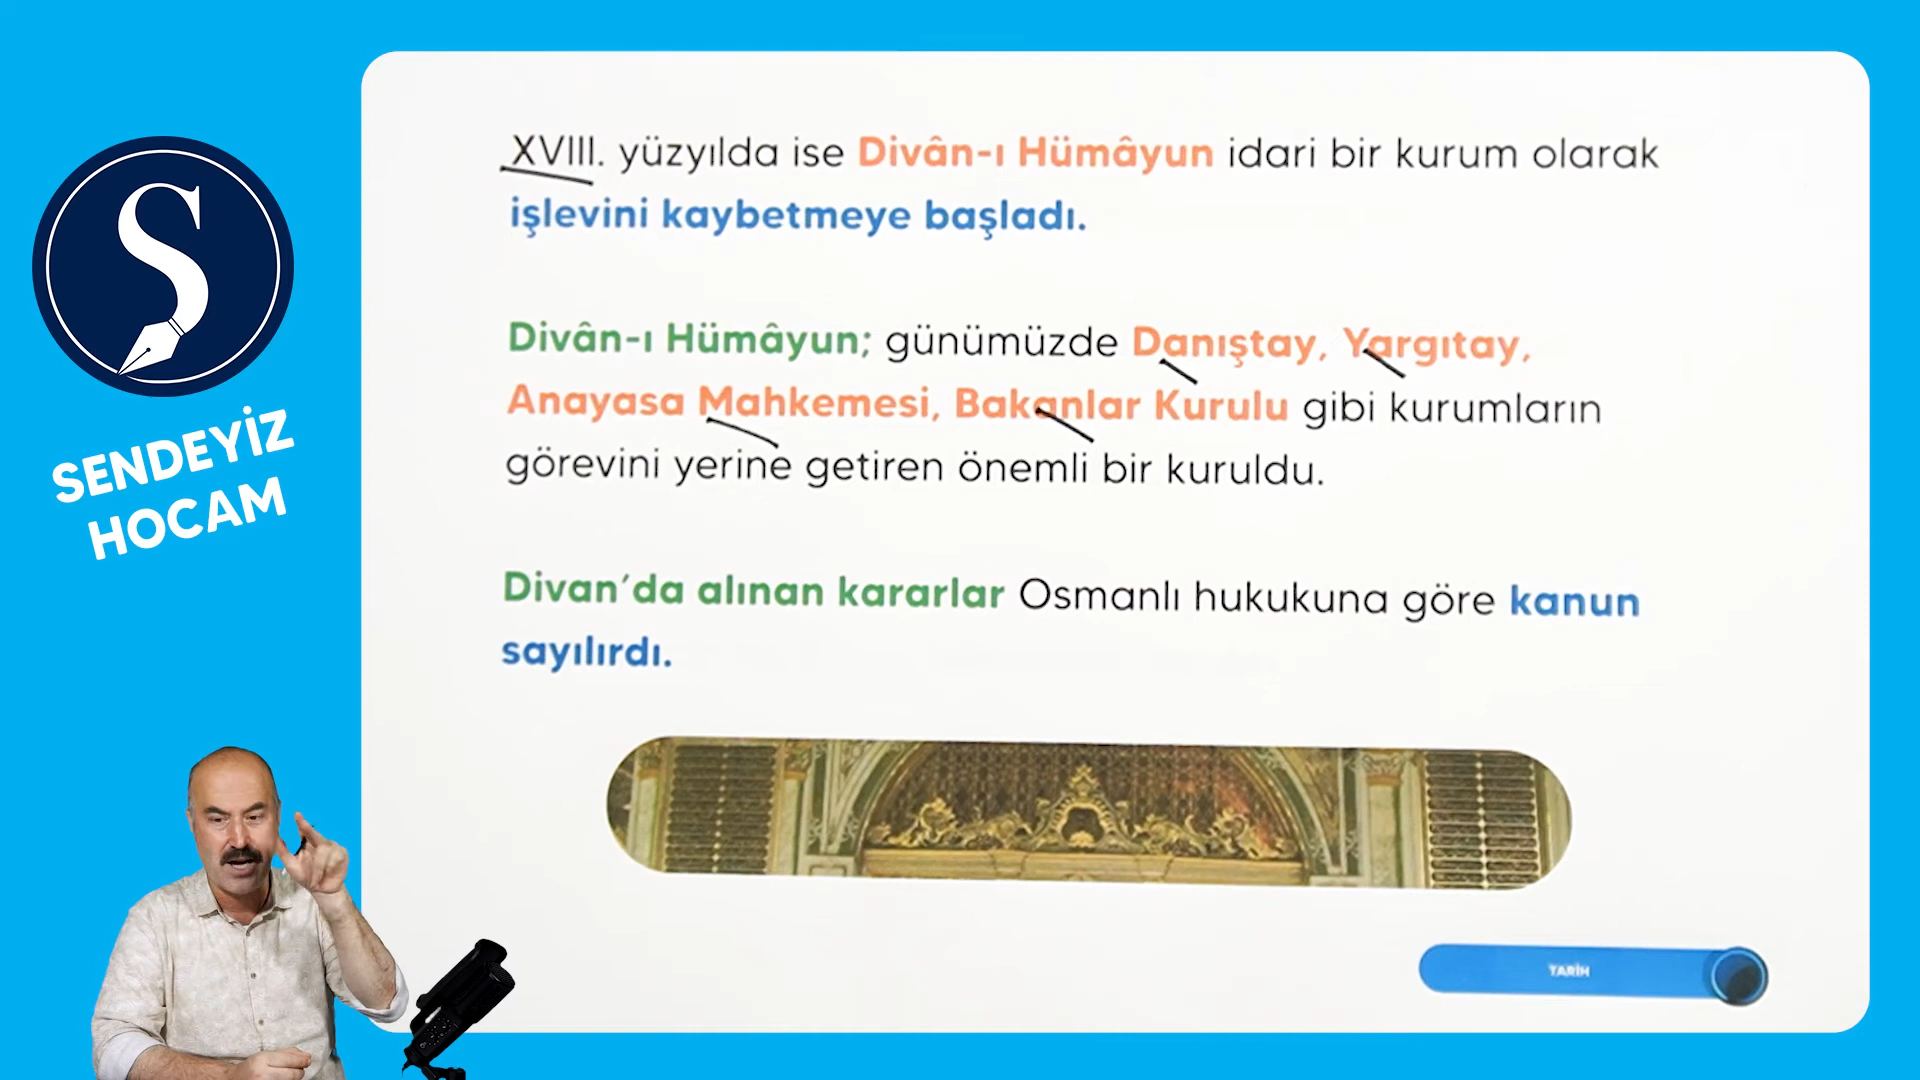 SENDEYİZ
HOCAM
XVIII. yüzyılda ise Divân-ı Hümâyun idari bir kurum olarak
işlevini kaybetmeye başladı.
Divân-ı Hümâyun; günümüzde Danıştay, Yargıtay,
Anayasa Mahkemesi, Bakanlar Kurulu gibi kurumların
görevini yerine getiren önemli bir kuruldu.
Divan'da alınan kararlar Osmanlı hukukuna göre kanun
sayılırdı.
TARİH